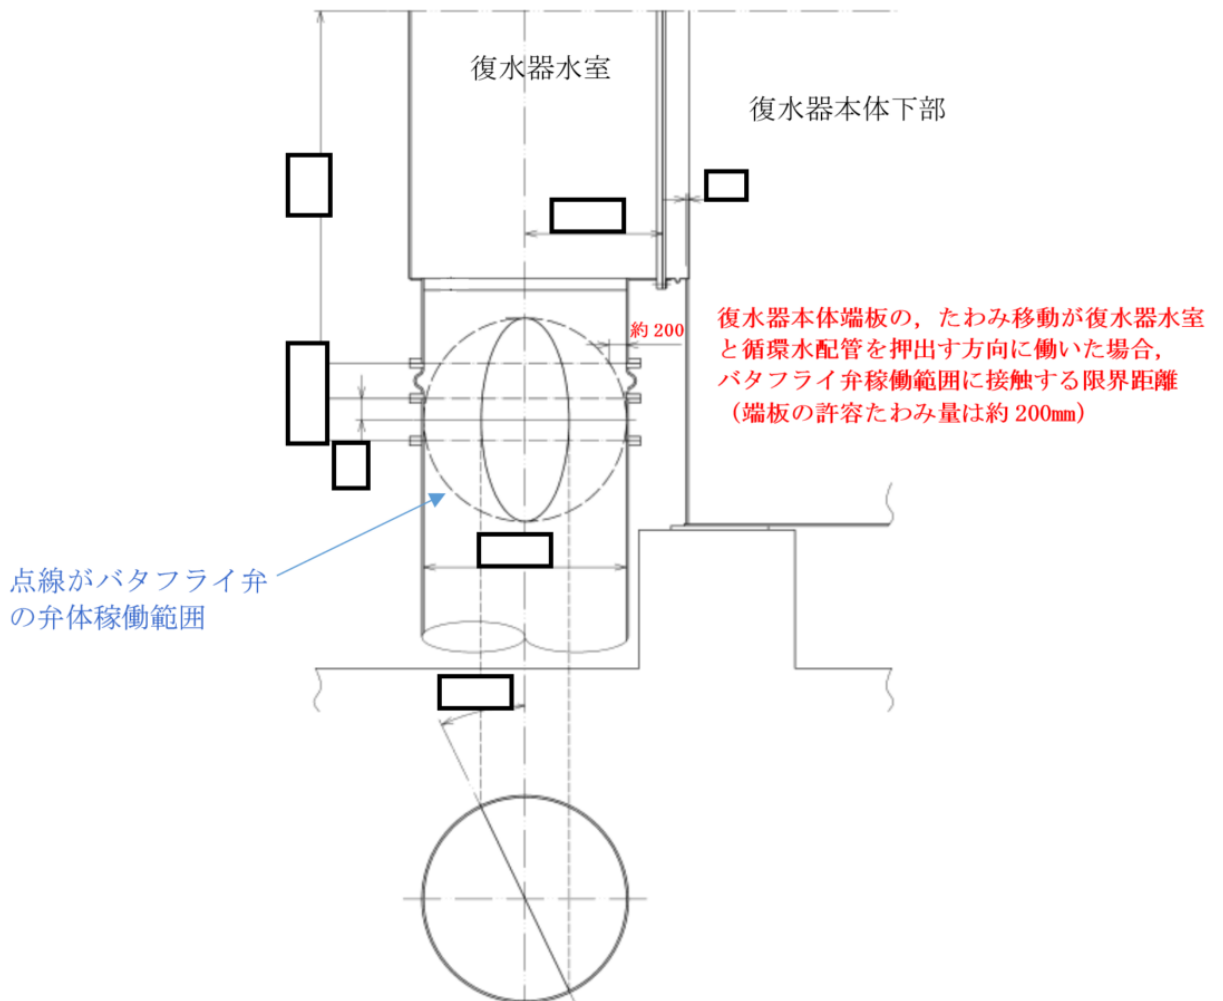 復水器水室
復水器本体下部
約 200
復水器本体端板の，たわみ移動が復水器水室
と循環水配管を押出す方向に働いた場合，
バタフライ弁稼働範囲に接触する限界距離
（端板の許容たわみ量は約 200mm）
点線がバタフライ弁
の弁体稼働範囲